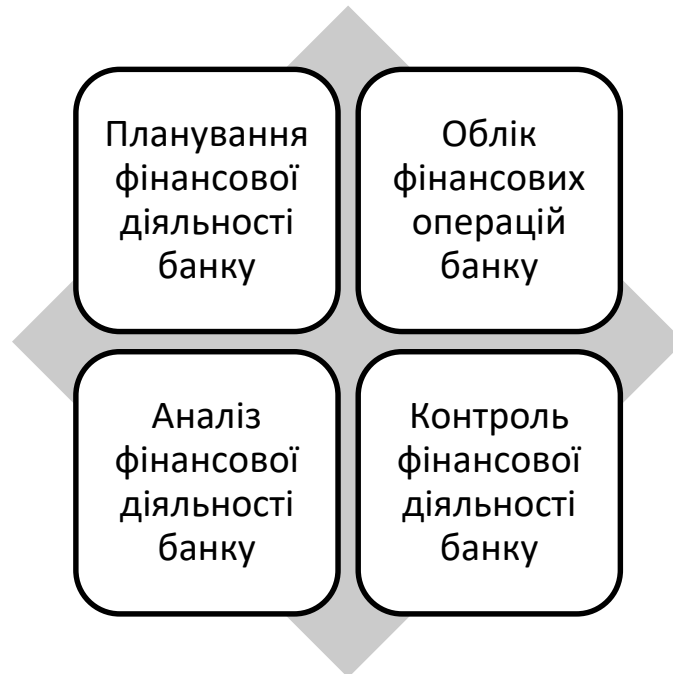 Планування
фінансової
діяльності
банку
Облік
фінансових
операцій
банку
Аналіз
фінансової
діяльності
банку
Контроль
фінансової
діяльності
банку